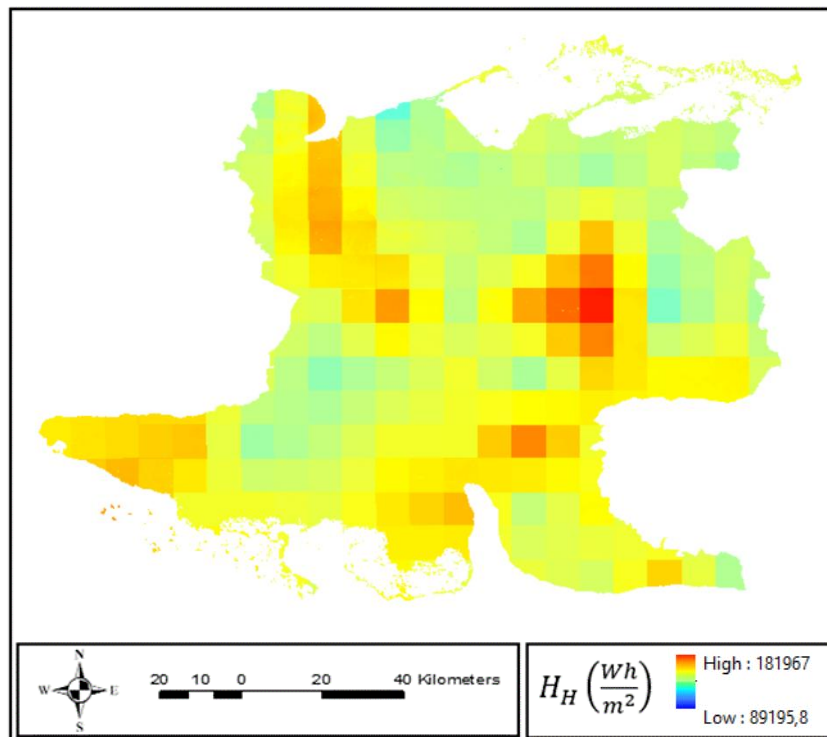 N
W E
S
20 10 0 20 40 Kilometers
H_H (Wh/m²)
High : 181967
Low : 89195,8